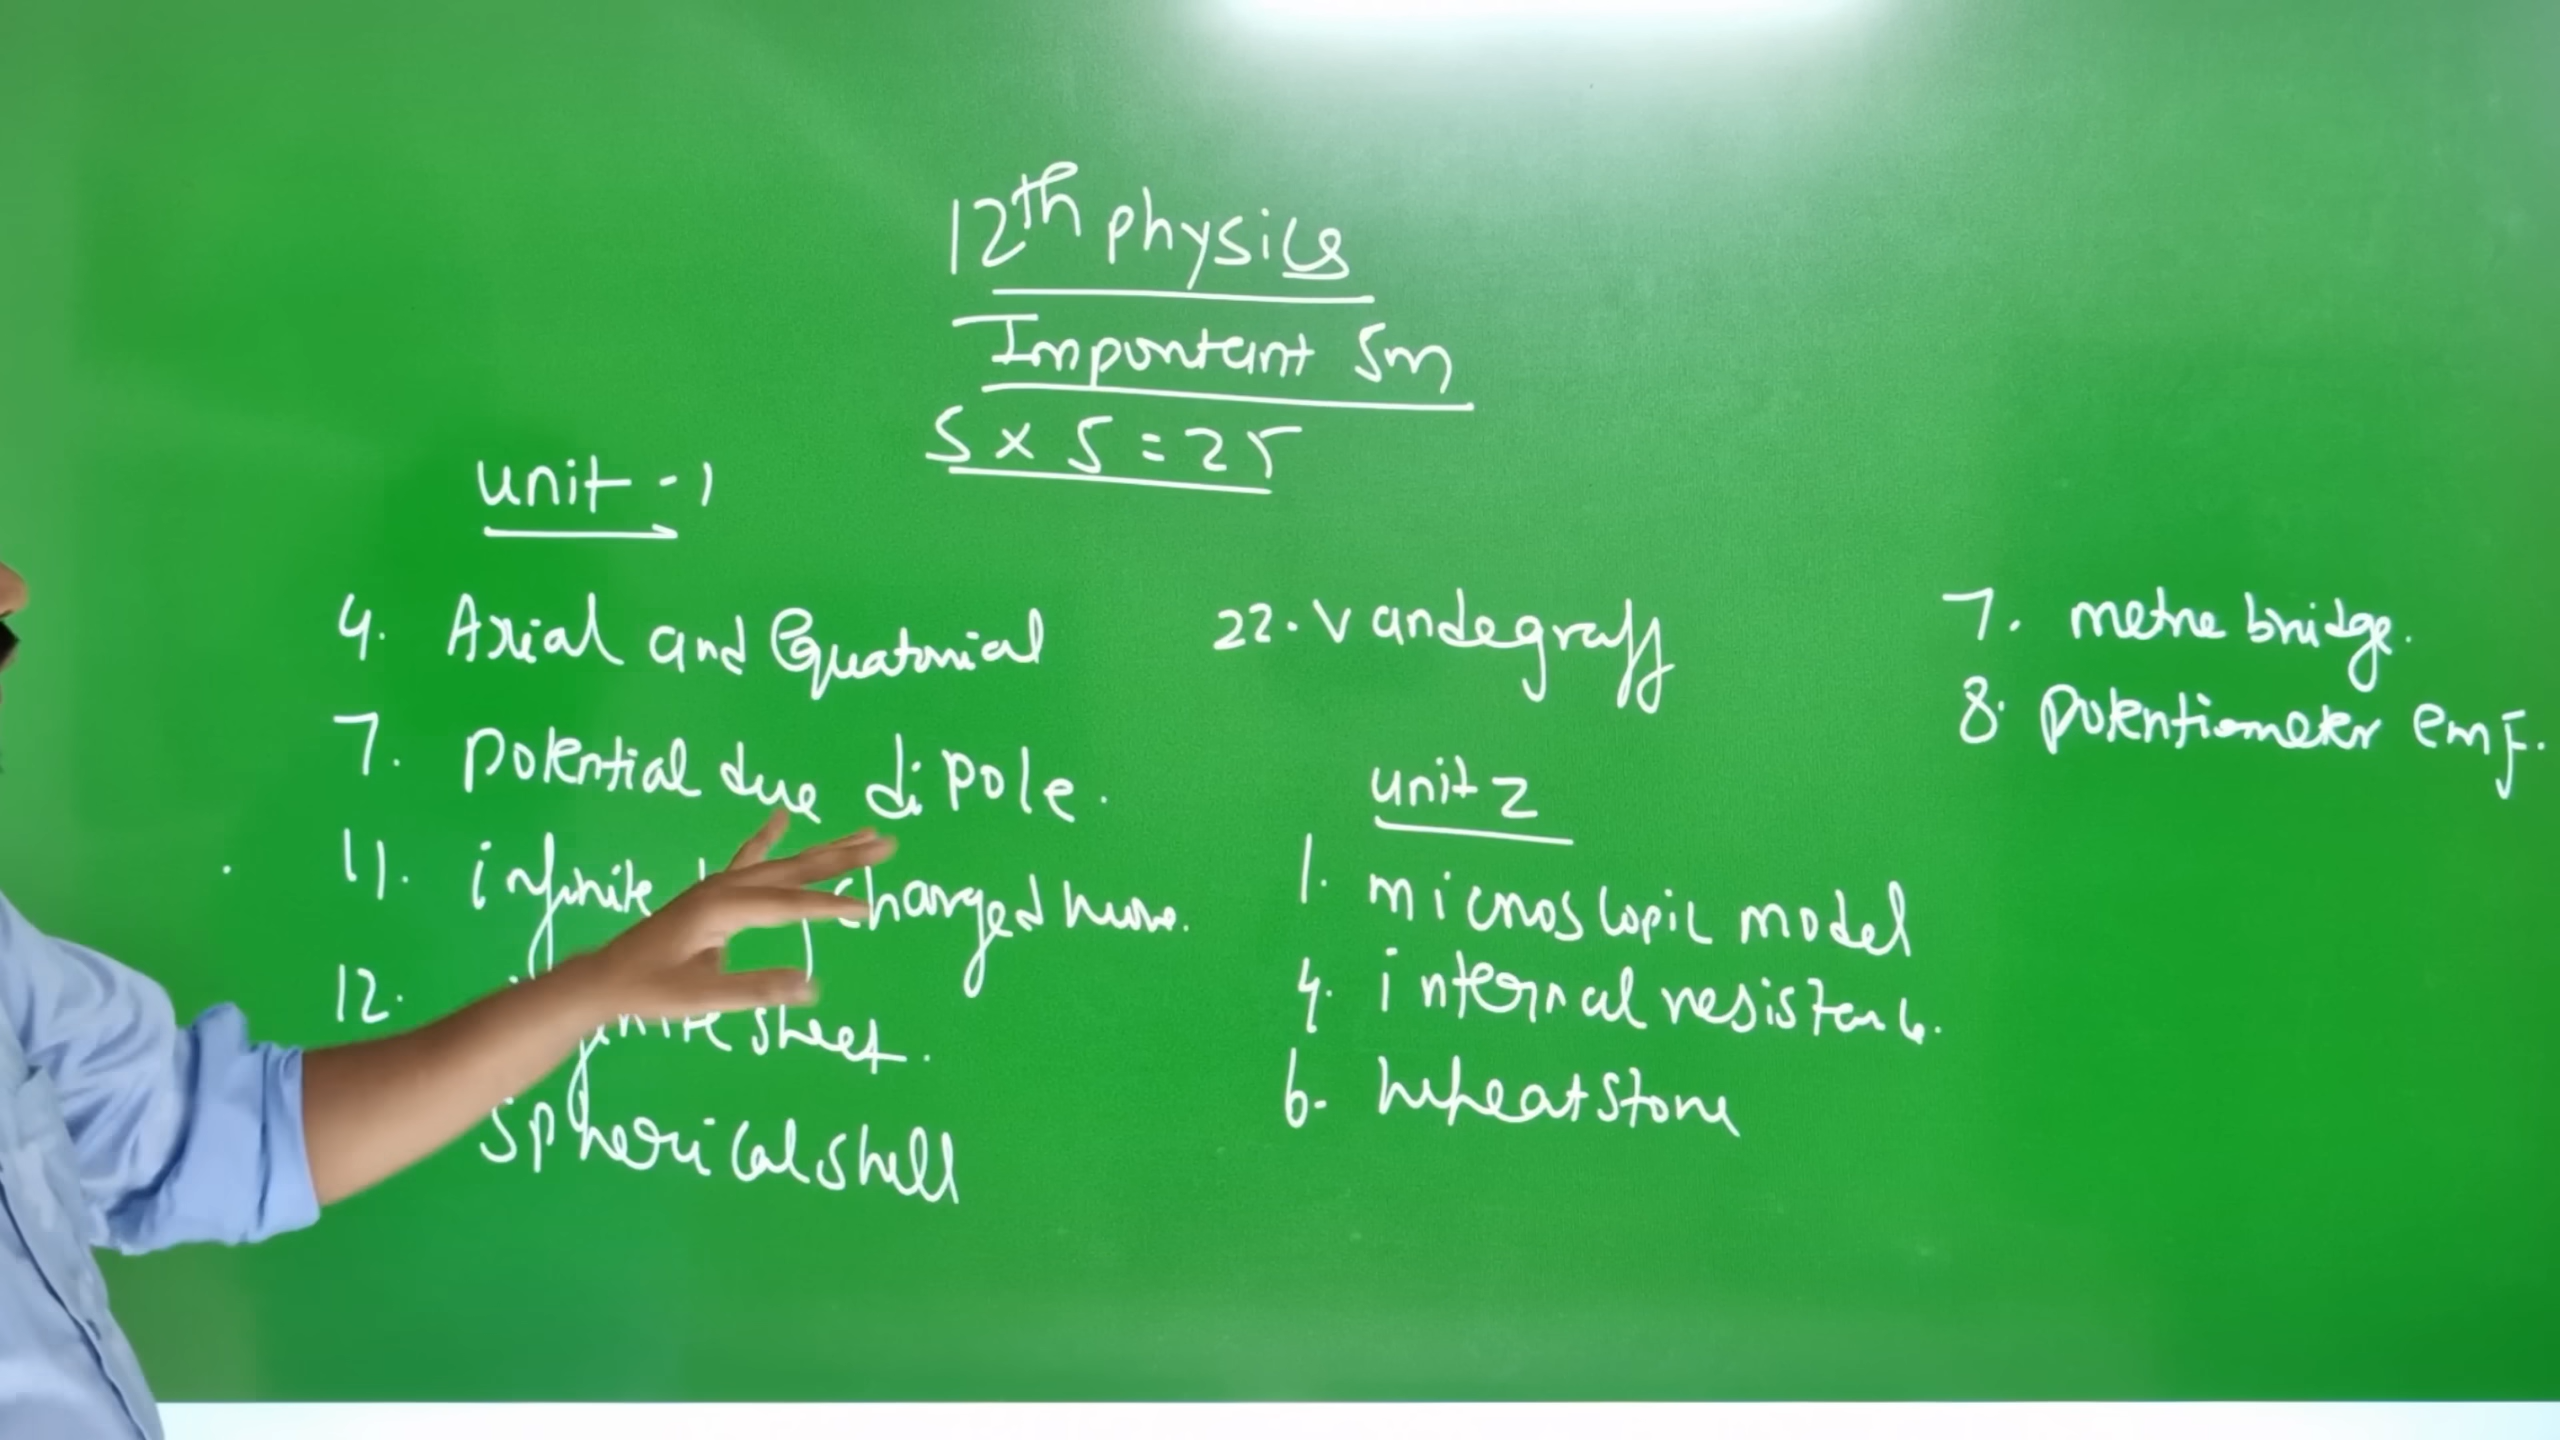 12th physics
Important 5m
5 x 5 = 25
unit - 1
4. Axial and Equatorial
7. potential due dipole.
11. infinite charged
12. sheet.
Spherical shell
22. vandegraff
unit 2
1. microscopic model
4. internal
6. wheatstone
7. metre bridge.
8. potentiometer emf.